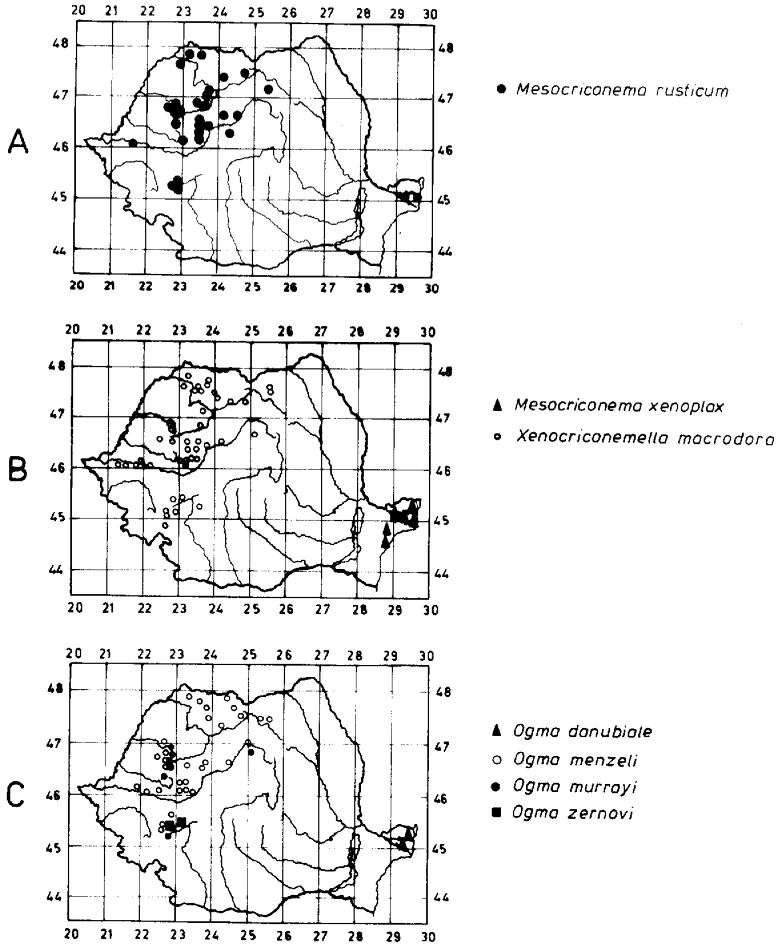 20 21 22 23 24 25 26 27 28 29 30
48 48
47 47
A
46 46
45 45
44 44
20 21 22 23 24 25 26 27 28 29 30
Mesocriconema rusticum
20 21 22 23 24 25 26 27 28 29 30
48 48
47 47
B
46 46
45 45
44 44
20 21 22 23 24 25 26 27 28 29 30
Mesocriconema xenoplax
Xenocriconemella macrodora
20 21 22 23 24 25 26 27 28 29 30
48 48
47 47
C
46 46
45 45
44 44
20 21 22 23 24 25 26 27 28 29 30
Ogma danubiale
Ogma menzeli
Ogma murrayi
Ogma zernovi